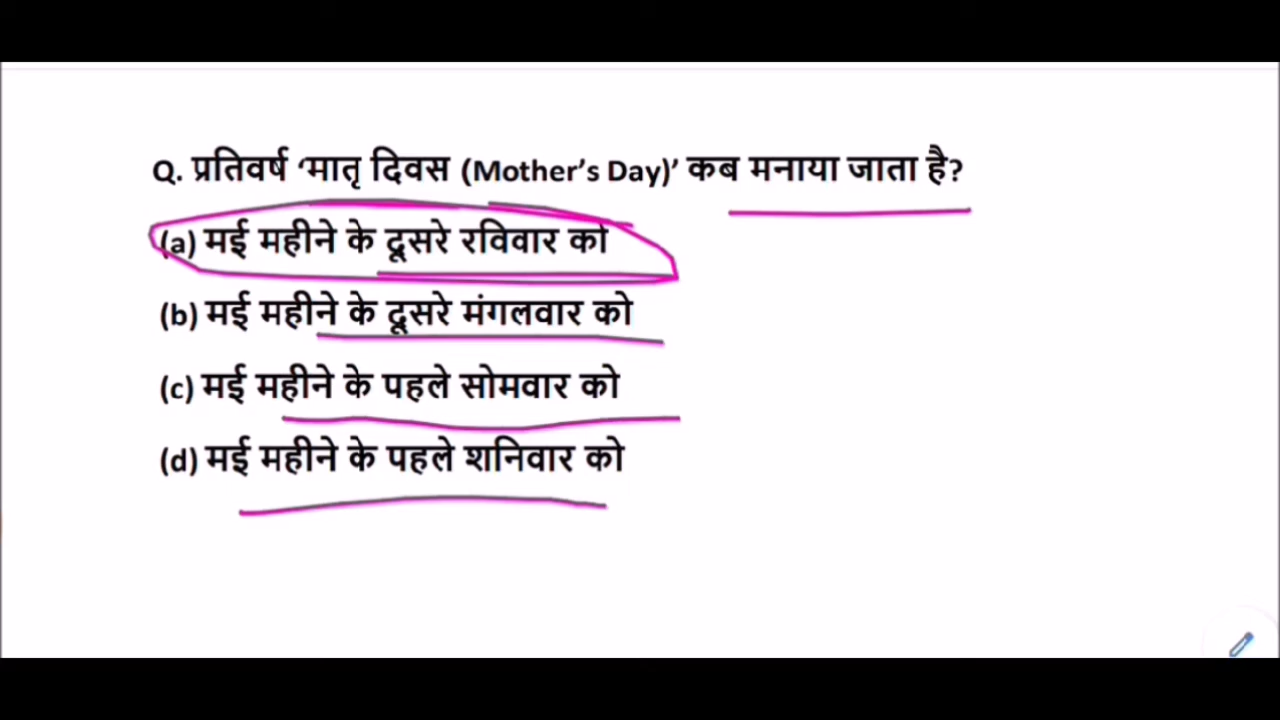 Q. प्रतिवर्ष ‘मातृ दिवस (Mother’s Day)’ कब मनाया जाता है?
(a) मई महीने के दूसरे रविवार को
(b) मई महीने के दूसरे मंगलवार को
(c) मई महीने के पहले सोमवार को
(d) मई महीने के पहले शनिवार को